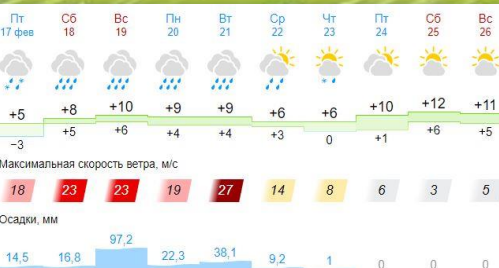 Пт Сб Вс Пн Вт Ср Чт Пт Сб Вс
17 фев 18 19 20 21 22 23 24 25 26
+5 +8 +10 +9 +9 +6 +6 +10 +12 +11
−3 +5 +6 +4 +4 +3 0 +1 +6 +5
Максимальная скорость ветра, м/с
18 23 23 19 27 14 8 6 3 5
Осадки, мм
14,5 16,8 97,2 22,3 38,1 9,2 1 0 0 0